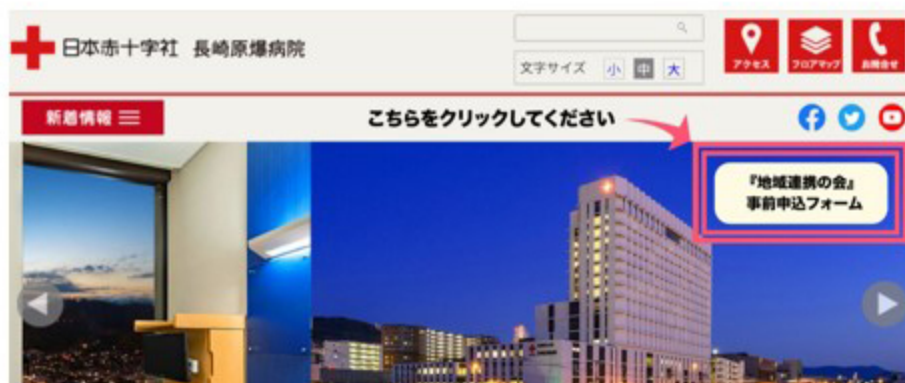 日本赤十字社 長崎原爆病院
文字サイズ 小 中 大
アクセス フロアマップ お問合せ
新着情報
こちらをクリックしてください
『地域連携の会』
事前申込フォーム